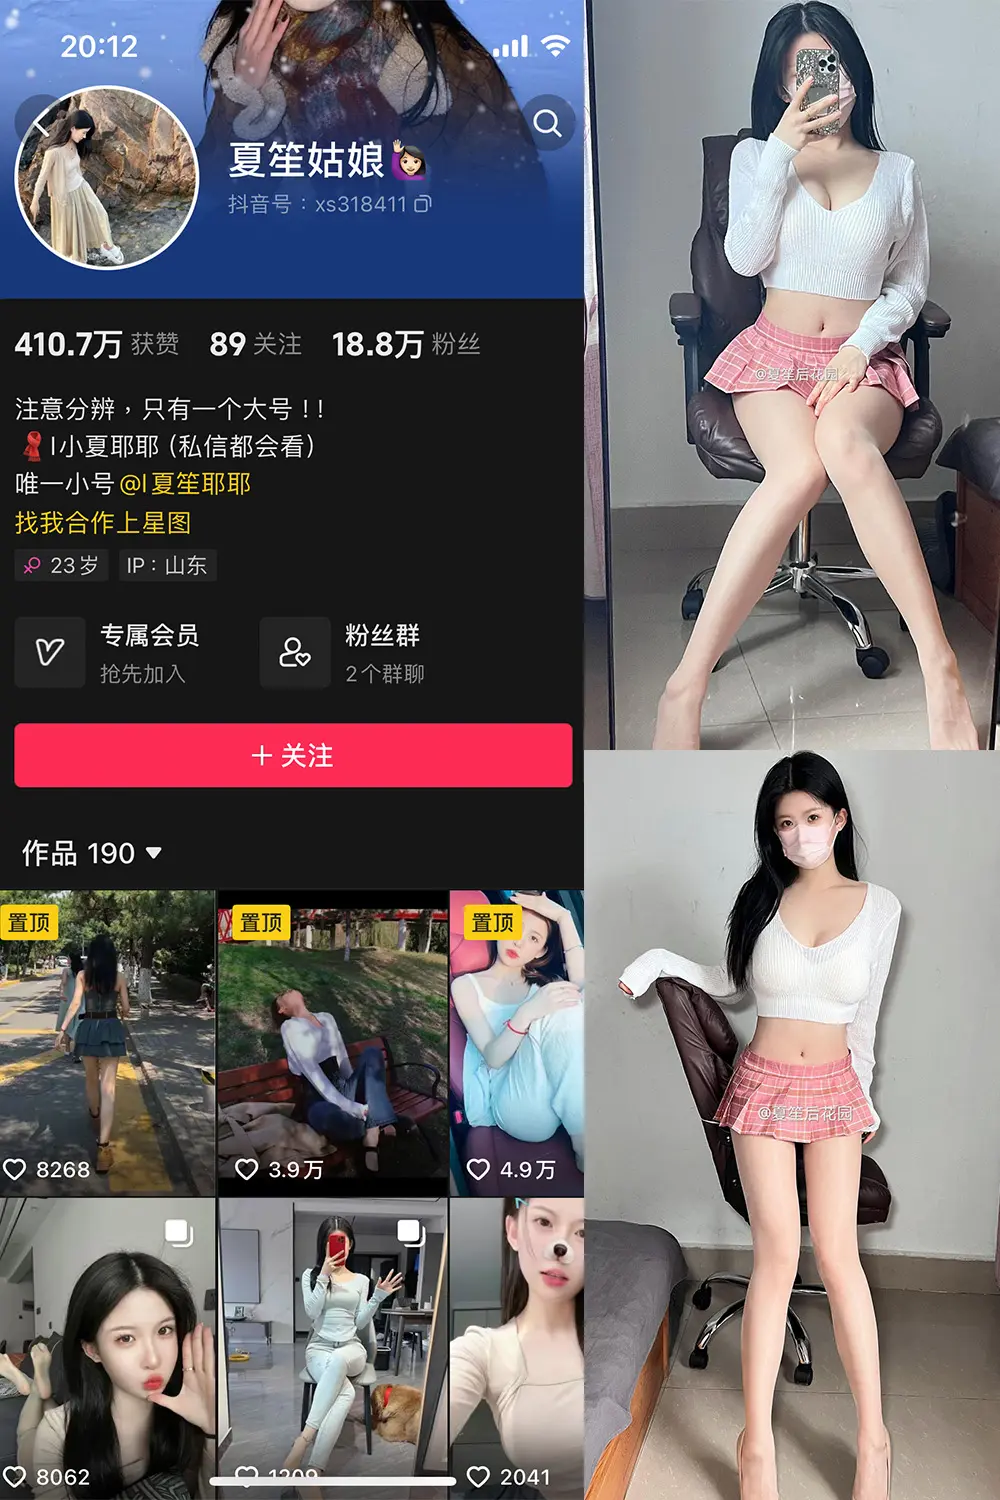 20:12
夏笙姑娘
抖音号：xs318411
410.7万 获赞 89 关注 18.8万 粉丝
注意分辨，只有一个大号！！
I小夏耶耶（私信都会看）
唯一小号 @I夏笙耶耶
找我合作上星图
23岁 IP：山东
专属会员
抢先加入
粉丝群
2个群聊
+ 关注
作品 190
置顶
置顶
置顶
8268
3.9万
4.9万
8062
1209
2041
@夏笙后花园
@夏笙后花园